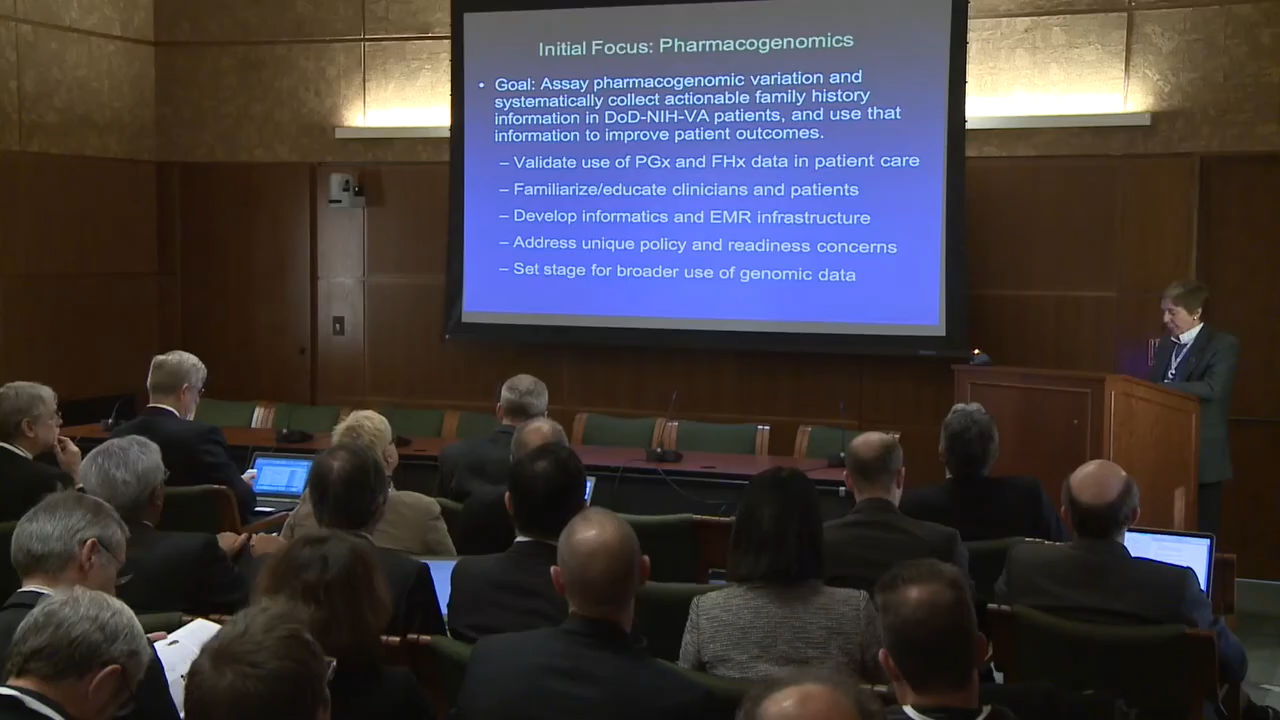 Initial Focus: Pharmacogenomics
• Goal: Assay pharmacogenomic variation and
systematically collect actionable family history
information in DoD-NIH-VA patients, and use that
information to improve patient outcomes.
– Validate use of PGx and FHx data in patient care
– Familiarize/educate clinicians and patients
– Develop informatics and EMR infrastructure
– Address unique policy and readiness concerns
– Set stage for broader use of genomic data